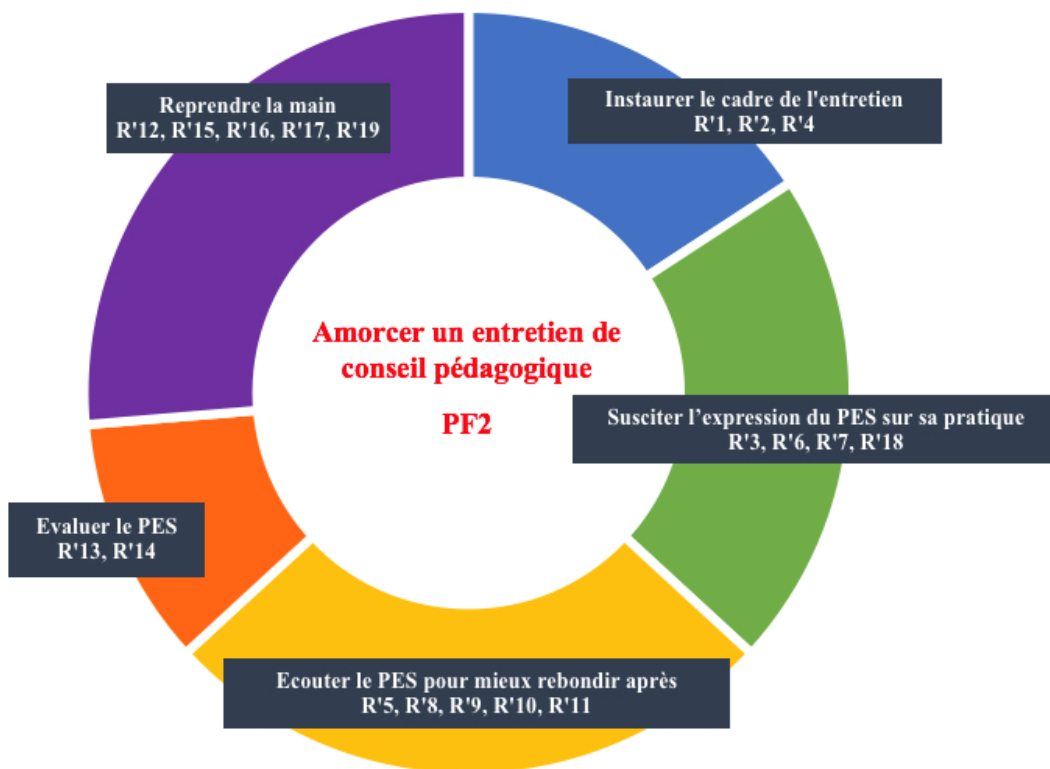 Reprendre la main
R'12, R'15, R'16, R'17, R'19
Instaurer le cadre de l'entretien
R'1, R'2, R'4
Amorcer un entretien de
conseil pédagogique
PF2
Susciter l’expression du PES sur sa pratique
R'3, R'6, R'7, R'18
Evaluer le PES
R'13, R'14
Ecouter le PES pour mieux rebondir après
R'5, R'8, R'9, R'10, R'11